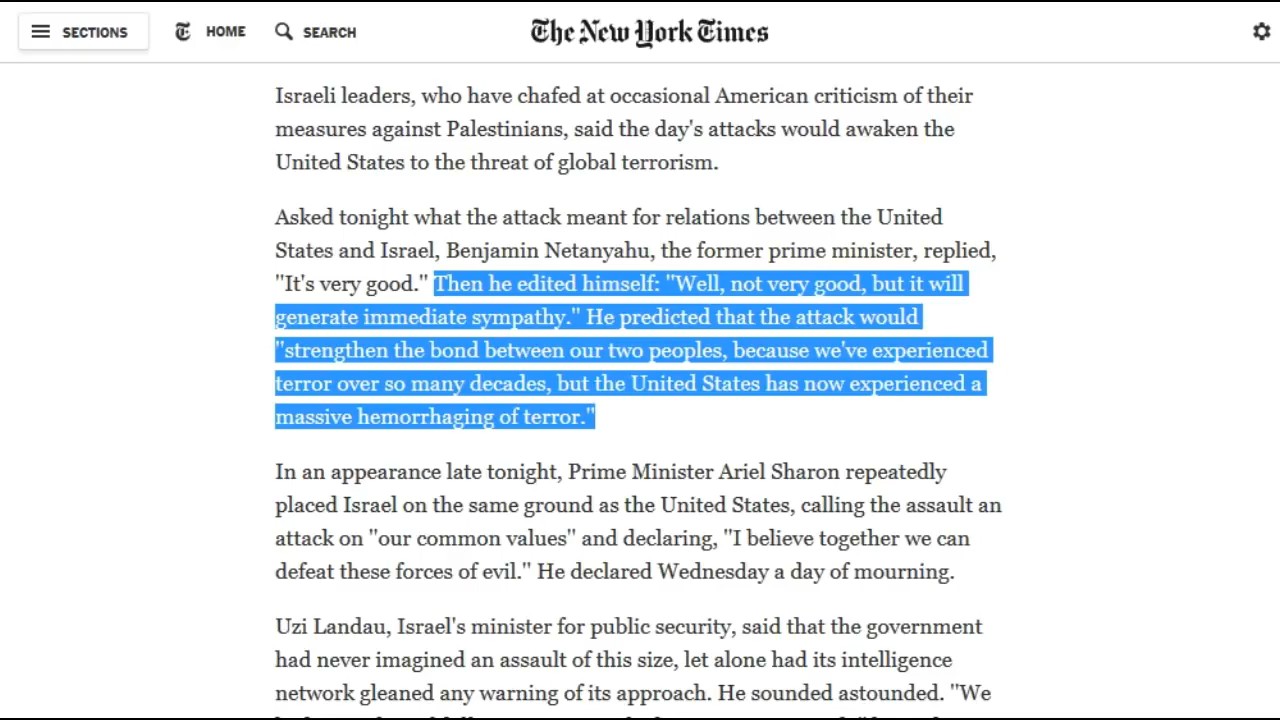 SECTIONS HOME SEARCH The New York Times
Israeli leaders, who have chafed at occasional American criticism of their
measures against Palestinians, said the day's attacks would awaken the
United States to the threat of global terrorism.
Asked tonight what the attack meant for relations between the United
States and Israel, Benjamin Netanyahu, the former prime minister, replied,
"It's very good." Then he edited himself: "Well, not very good, but it will
generate immediate sympathy." He predicted that the attack would
"strengthen the bond between our two peoples, because we've experienced
terror over so many decades, but the United States has now experienced a
massive hemorrhaging of terror."
In an appearance late tonight, Prime Minister Ariel Sharon repeatedly
placed Israel on the same ground as the United States, calling the assault an
attack on "our common values" and declaring, "I believe together we can
defeat these forces of evil." He declared Wednesday a day of mourning.
Uzi Landau, Israel's minister for public security, said that the government
had never imagined an assault of this size, let alone had its intelligence
network gleaned any warning of its approach. He sounded astounded. "We